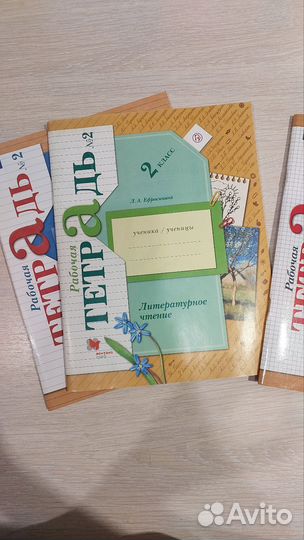 Рабочая
ТЕТРАДЬ №2
2 КЛАСС
Л. А. Ефросинина
ученика / ученицы
Литературное
чтение
Рабочая
ТЕТРАДЬ №2
Рабочая
Avito